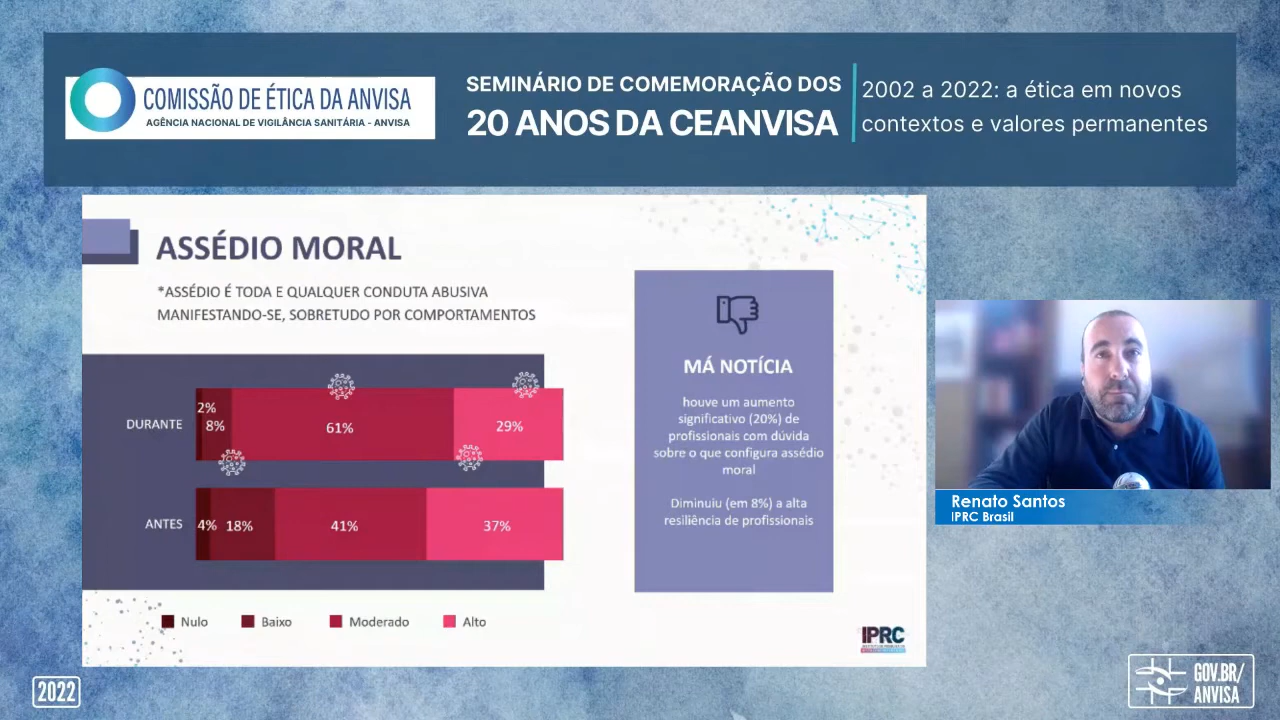 COMISSÃO DE ÉTICA DA ANVISA
AGÊNCIA NACIONAL DE VIGILÂNCIA SANITÁRIA - ANVISA
SEMINÁRIO DE COMEMORAÇÃO DOS
20 ANOS DA CEANVISA
2002 a 2022: a ética em novos
contextos e valores permanentes
ASSÉDIO MORAL
*ASSÉDIO É TODA E QUALQUER CONDUTA ABUSIVA
MANIFESTANDO-SE, SOBRETUDO POR COMPORTAMENTOS
DURANTE
2%
8%
61%
29%
ANTES
4%
18%
41%
37%
Nulo
Baixo
Moderado
Alto
MÁ NOTÍCIA
houve um aumento
significativo (20%) de
profissionais com dúvida
sobre o que configura assédio
moral
Diminuiu (em 8%) a alta
resiliência de profissionais
IPRC
Renato Santos
IPRC Brasil
2022
GOV.BR/
ANVISA